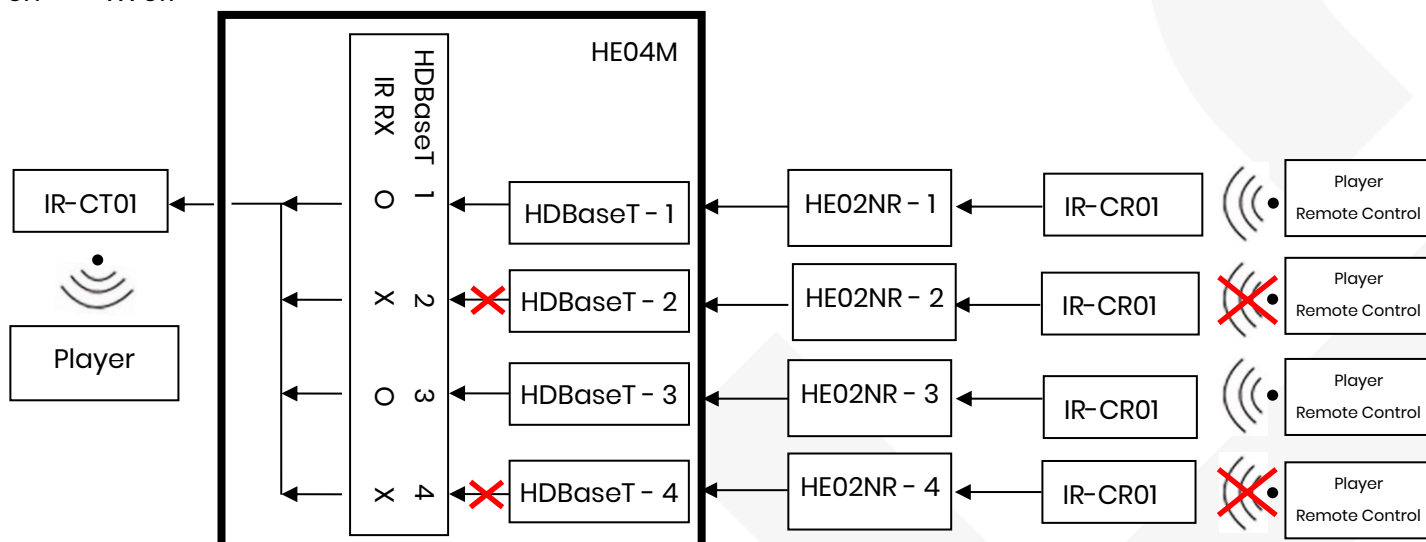 HE04M
HDBaseT
IR RX
1
O
2
X
3
O
4
X
IR-CT01
Player
HDBaseT - 1
HE02NR - 1
IR-CR01
Player
Remote Control
HDBaseT - 2
HE02NR - 2
IR-CR01
Player
Remote Control
HDBaseT - 3
HE02NR - 3
IR-CR01
Player
Remote Control
HDBaseT - 4
HE02NR - 4
IR-CR01
Player
Remote Control